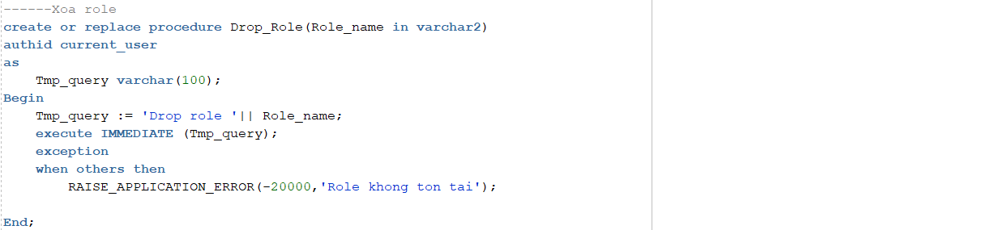 ------Xoa role
create or replace procedure Drop_Role(Role_name in varchar2)
authid current_user
as
    Tmp_query varchar(100);
Begin
    Tmp_query := 'Drop role '|| Role_name;
    execute IMMEDIATE (Tmp_query);
    exception
    when others then
        RAISE_APPLICATION_ERROR(-20000,'Role khong ton tai');
End;